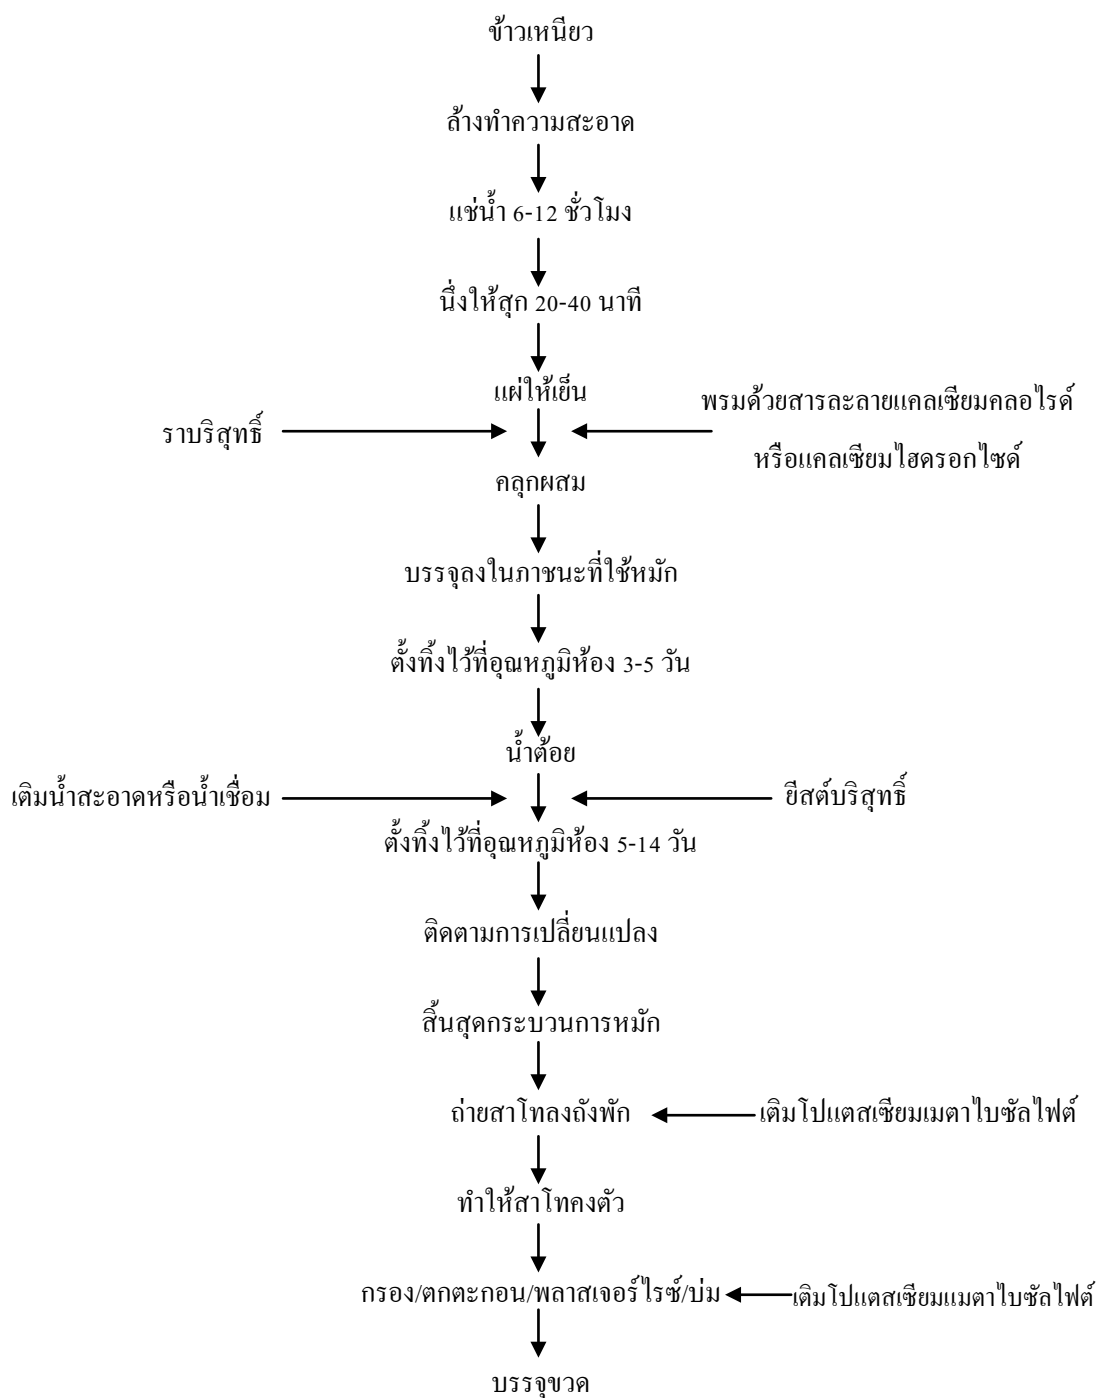 ข้าวเหนียว
ล้างทำความสะอาด
แช่น้ำ 6-12 ชั่วโมง
นึ่งให้สุก 20-40 นาที
แผ่ให้เย็น
ราบริสุทธิ์
พรมด้วยสารละลายแคลเซียมคลอไรด์
หรือแคลเซียมไฮดรอกไซด์
คลุกผสม
บรรจุลงในภาชนะที่ใช้หมัก
ตั้งทิ้งไว้ที่อุณหภูมิห้อง 3-5 วัน
น้ำต้อย
เติมน้ำสะอาดหรือน้ำเชื่อม
ยีสต์บริสุทธิ์
ตั้งทิ้งไว้ที่อุณหภูมิห้อง 5-14 วัน
ติดตามการเปลี่ยนแปลง
สิ้นสุดกระบวนการหมัก
ถ่ายสาโทลงถังพัก
เติมโปแตสเซียมเมตาไบซัลไฟต์
ทำให้สาโทคงตัว
กรอง/ตกตะกอน/พลาสเจอร์ไรซ์/บ่ม
เติมโปแตสเซียมแมตาไบซัลไฟต์
บรรจุขวด